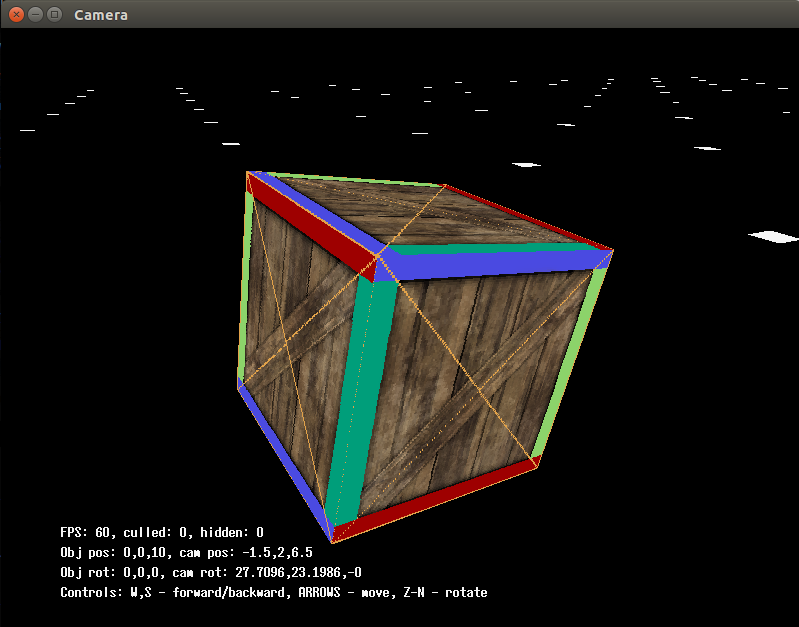 Camera
FPS: 60, culled: 0, hidden: 0
Obj pos: 0,0,10, cam pos: -1.5,2,6.5
Obj rot: 0,0,0, cam rot: 27.7096,23.1986,-0
Controls: W,S - forward/backward, ARROWS - move, Z-N - rotate